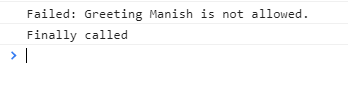 Failed: Greeting Manish is not allowed.
Finally called
>